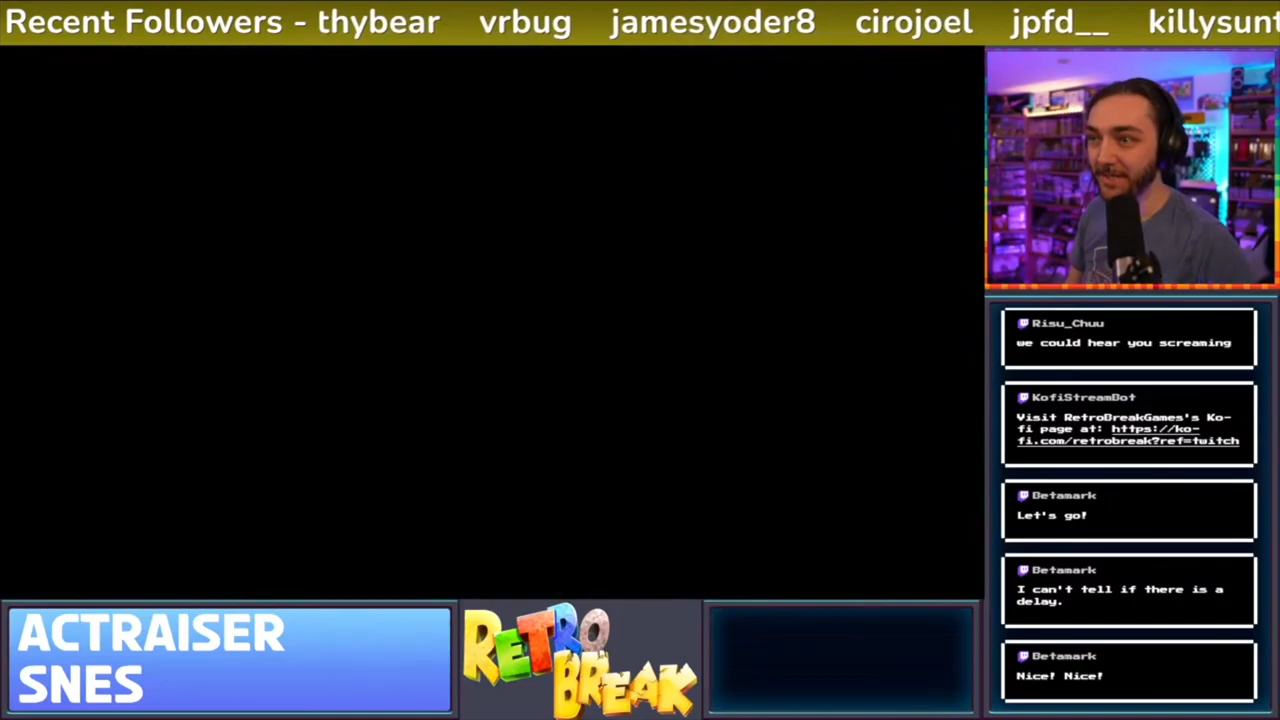 Recent Followers - thybear vrbug jamesyoder8 cirojoel jpfd__ killysunt
Risu_Chuu
we could hear you screaming
KofiStreamBot
Visit RetroBreakGames's Ko-
fi page at: https://ko-
fi.com/retrobreak?ref=twitch
Betamark
Let's go!
Betamark
I can't tell if there is a
delay.
Betamark
Nice! Nice!
ACTRAISER
SNES
RETRO
BREAK